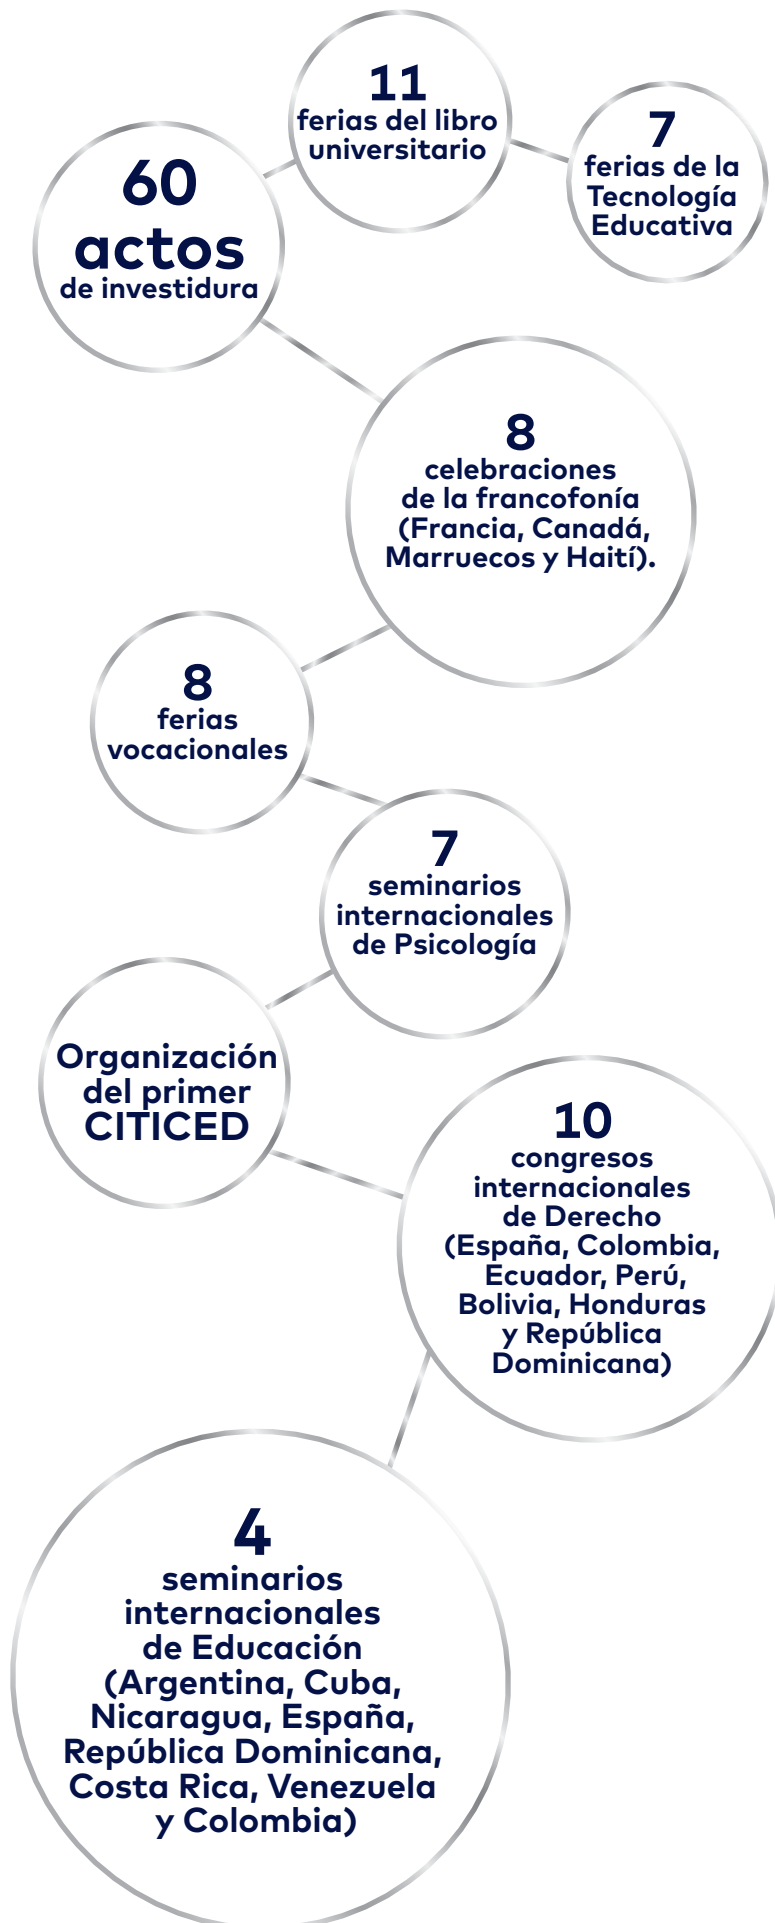 11
ferias del libro
universitario
7
ferias de la
Tecnología
Educativa
60
actos
de investidura
8
celebraciones
de la francofonía
(Francia, Canadá,
Marruecos y Haití).
8
ferias
vocacionales
7
seminarios
internacionales
de Psicología
Organización
del primer
CITICED
10
congresos
internacionales
de Derecho
(España, Colombia,
Ecuador, Perú,
Bolivia, Honduras
y República
Dominicana)
4
seminarios
internacionales
de Educación
(Argentina, Cuba,
Nicaragua, España,
República Dominicana,
Costa Rica, Venezuela
y Colombia)